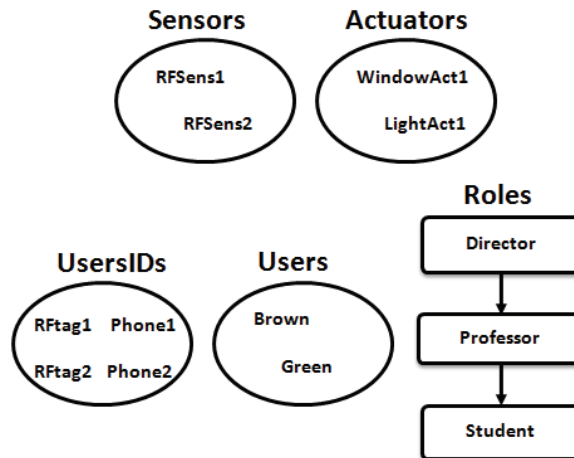 Sensors
Actuators
RFSens1
RFSens2
WindowAct1
LightAct1
UsersIDs
RFtag1 Phone1
RFtag2 Phone2
Users
Brown
Green
Roles
Director
Professor
Student